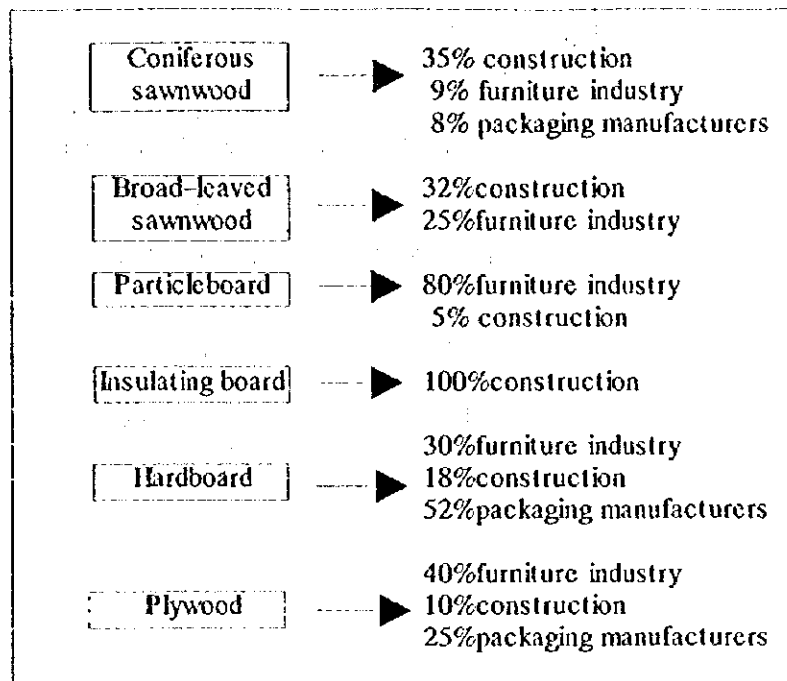 Coniferous
sawnwood
35% construction
9% furniture industry
8% packaging manufacturers
Broad-leaved
sawnwood
32%construction
25%furniture industry
Particleboard
80%furniture industry
5% construction
Insulating board
100%construction
Hardboard
30%furniture industry
18%construction
52%packaging manufacturers
Plywood
40%furniture industry
10%construction
25%packaging manufacturers